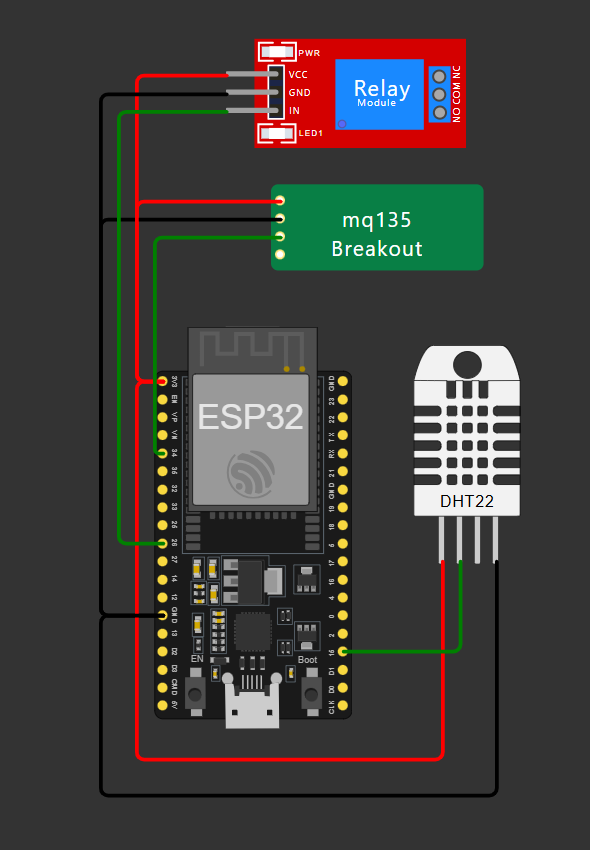 PWR
VCC
GND
IN
LED1
Relay
Module
NO COM NC
mq135
Breakout
ESP32
3V3
EN
VP
VN
34
35
32
33
25
26
27
14
12
GND
13
D2
D3
CMD
5V
GND
23
22
TX
RX
21
GND
19
18
5
17
16
4
0
2
15
D1
D0
CLK
EN
Boot
DHT22